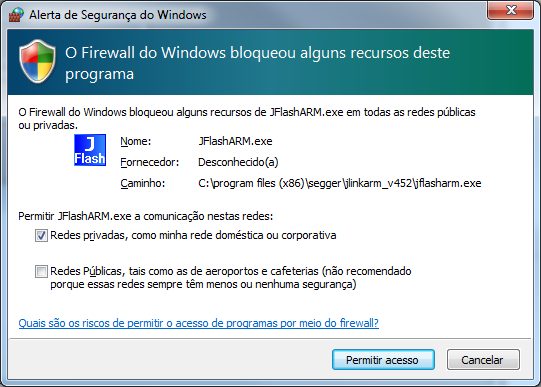 Alerta de Segurança do Windows
O Firewall do Windows bloqueou alguns recursos deste
programa
O Firewall do Windows bloqueou alguns recursos de JFlashARM.exe em todas as redes públicas
ou privadas.
J
Flash
Nome: JFlashARM.exe
Fornecedor: Desconhecido(a)
Caminho: C:\program files (x86)\segger\jlinkarm_v452\jflasharm.exe
Permitir JFlashARM.exe a comunicação nestas redes:
Redes privadas, como minha rede doméstica ou corporativa
Redes Públicas, tais como as de aeroportos e cafeterias (não recomendado
porque essas redes sempre têm menos ou nenhuma segurança)
Quais são os riscos de permitir o acesso de programas por meio do firewall?
Permitir acesso Cancelar